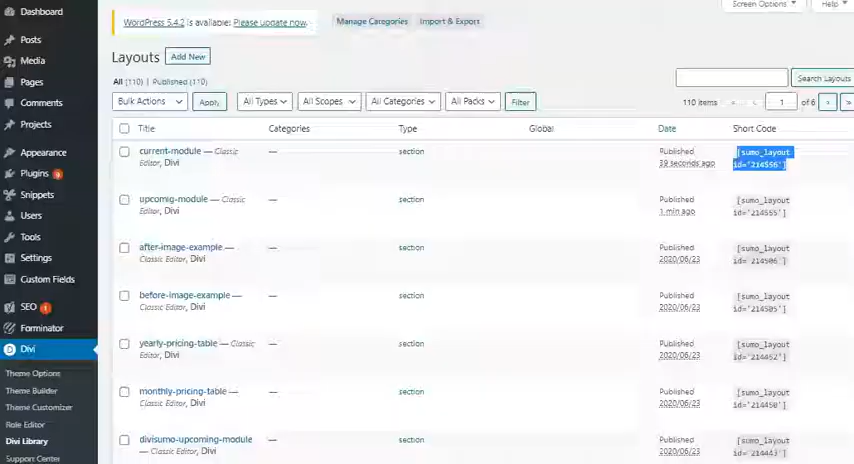 Dashboard
Posts
Media
Pages
Comments
Projects
Appearance
Plugins 9
Snippets
Users
Tools
Settings
Custom Fields
SEO 1
Forminator
Divi
Theme Options
Theme Builder
Theme Customizer
Role Editor
Divi Library
Support Center
Screen Options
Help
WordPress 5.4.2 is available: Please update now.
Manage Categories
Import & Export
Layouts
Add New
All (110) | Published (110)
Search Layouts
Bulk Actions
Apply
All Types
All Scopes
All Categories
All Packs
Filter
110 items
«
‹
1
of 6
›
»
Title
Categories
Type
Global
Date
Short Code
current-module — Classic
Editor, Divi
—
section
Published
39 seconds ago
[sumo_layout
id='214556']
upcomig-module — Classic
Editor, Divi
—
section
Published
1 min ago
[sumo_layout
id='214555']
after-image-example —
Classic Editor, Divi
—
section
Published
2020/06/23
[sumo_layout
id='214506']
before-image-example —
Classic Editor, Divi
—
section
Published
2020/06/23
[sumo_layout
id='214505']
yearly-pricing-table — Classic
Editor, Divi
—
section
Published
2020/06/23
[sumo_layout
id='214452']
monthly-pricing-table —
Classic Editor, Divi
—
section
Published
2020/06/23
[sumo_layout
id='214450']
divisumo-upcoming-module
— Classic Editor, Divi
—
section
Published
2020/06/23
[sumo_layout
id='214443']